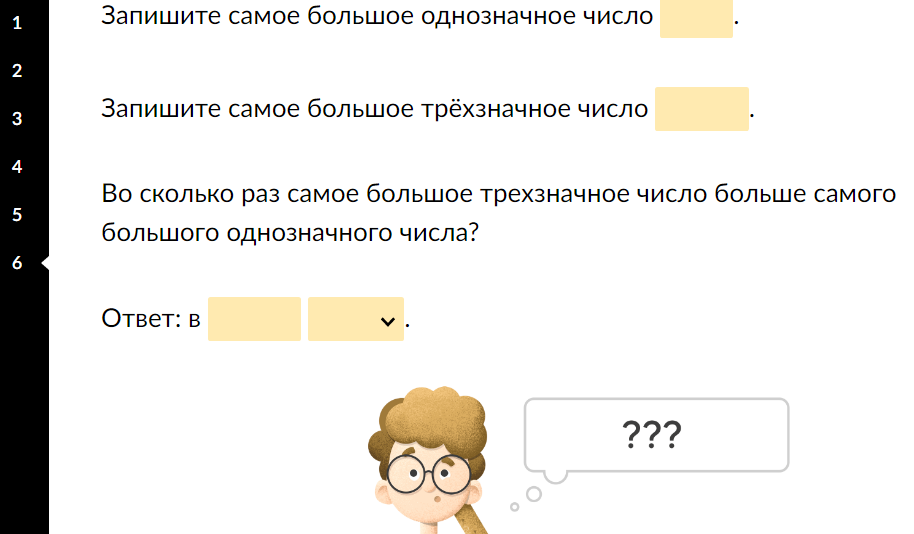 1
Запишите самое большое однозначное число .
2
3
Запишите самое большое трёхзначное число .
4
5
Во сколько раз самое большое трехзначное число больше самого
большого однозначного числа?
6
Ответ: в .
???